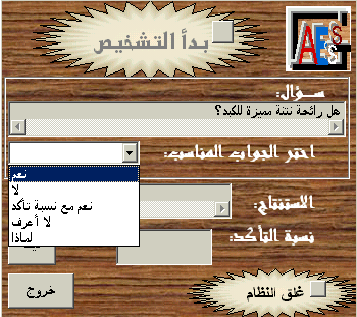 بدأ التشخيص
AES
سؤال:
هل رائحة نتنة مميزة للكبد؟
اختر الجواب المناسب:
نعم
لا
نعم مع نسبة تأكد
لا أعرف
لماذا
الاستنتاج:
نسبة التأكد:
خروج
غلق النظام